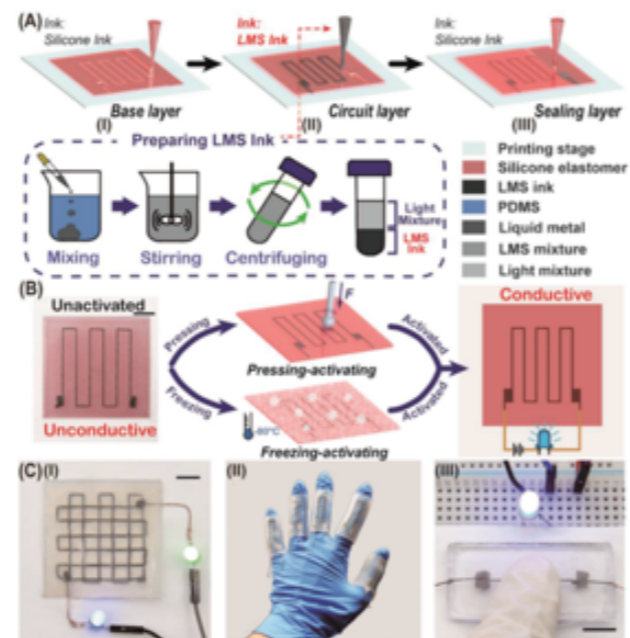 (A)
Ink:
Silicone Ink
Ink:
LMS Ink
Ink:
Silicone Ink
Base layer
Circuit layer
Sealing layer
(I)
(II)
(III)
Preparing LMS Ink
Light
Mixture
LMS
Ink
Mixing
Stirring
Centrifuging
Printing stage
Silicone elastomer
LMS ink
PDMS
Liquid metal
LMS mixture
Light mixture
(B)
Unactivated
Unconductive
Pressing
F
Pressing-activating
Activated
Freezing
-80°C
Freezing-activating
Activated
Conductive
(C)
(I)
(II)
(III)